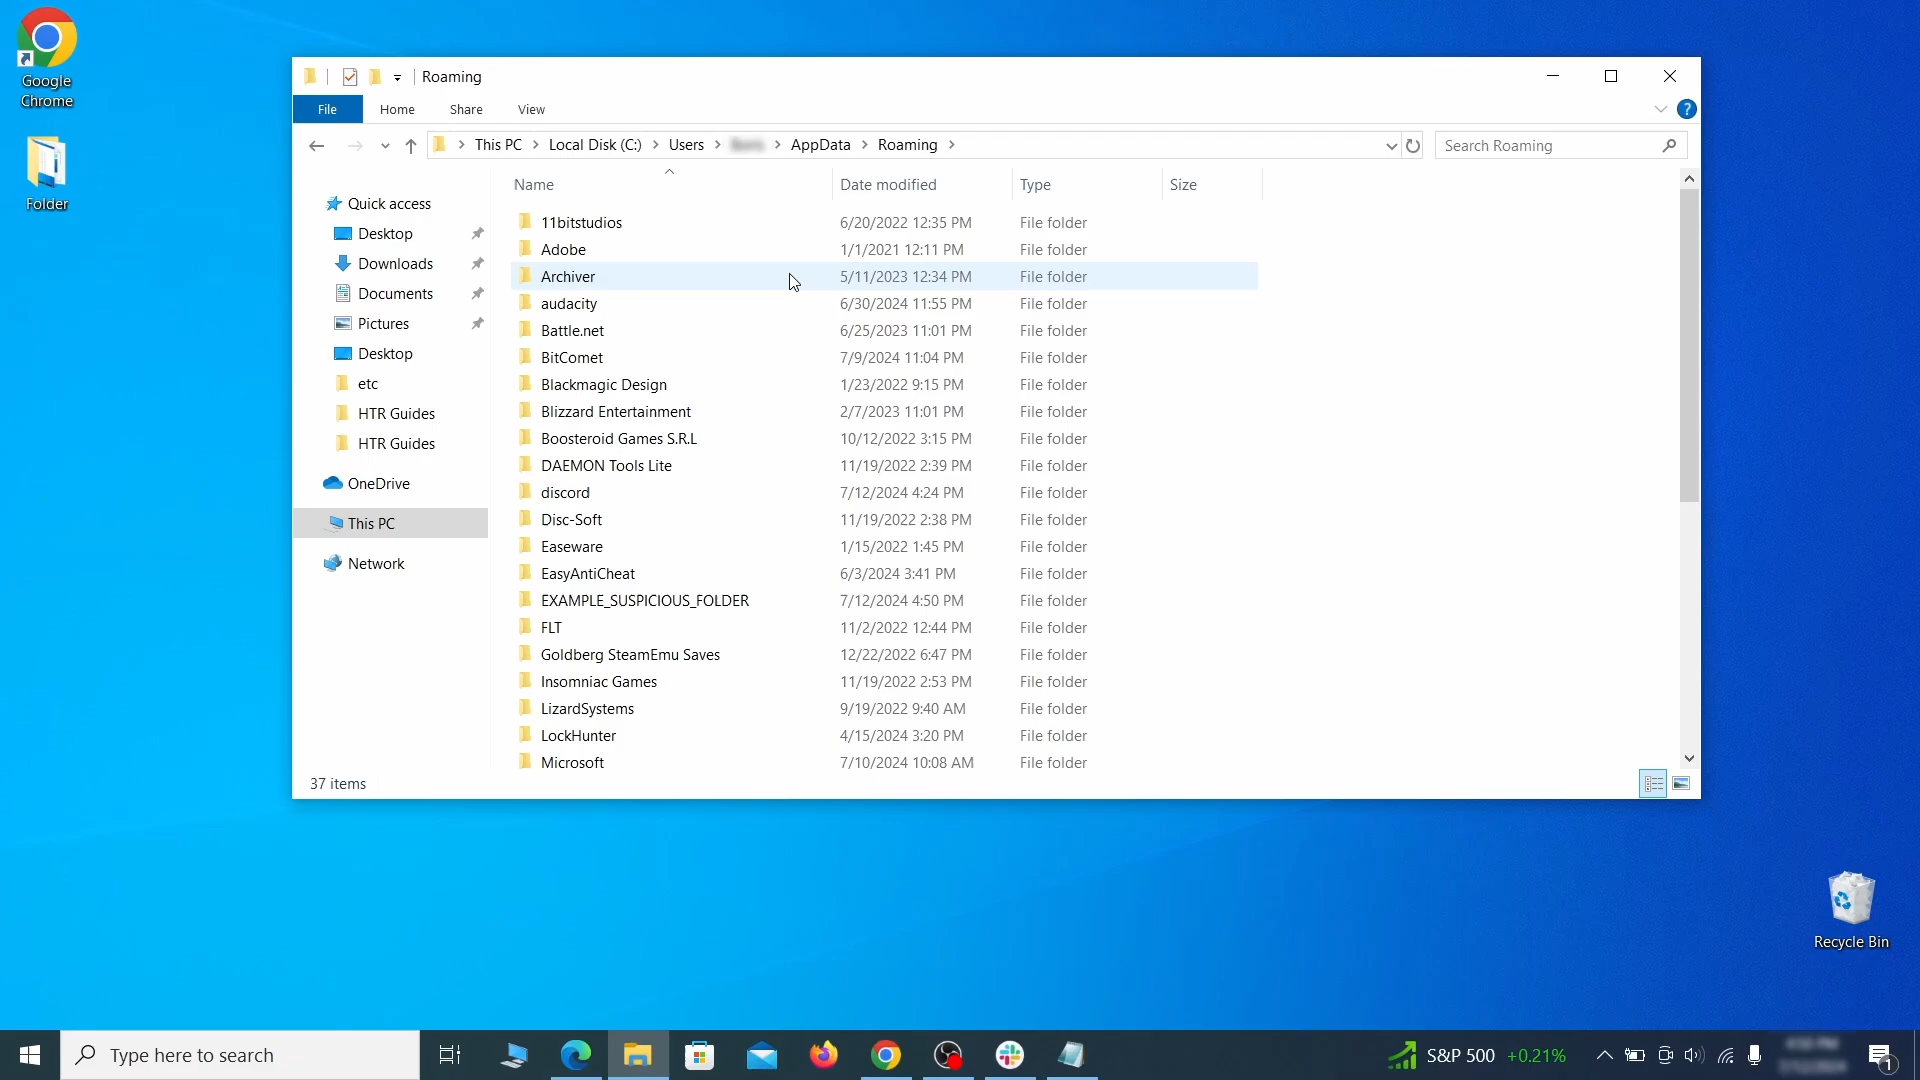 Google
Chrome
Folder
Roaming
File Home Share View
This PC Local Disk (C:) Users AppData Roaming
Search Roaming
Quick access
Desktop
Downloads
Documents
Pictures
Desktop
etc
HTR Guides
HTR Guides
OneDrive
This PC
Network
Name Date modified Type Size
11bitstudios 6/20/2022 12:35 PM File folder
Adobe 1/1/2021 12:11 PM File folder
Archiver 5/11/2023 12:34 PM File folder
audacity 6/30/2024 11:55 PM File folder
Battle.net 6/25/2023 11:01 PM File folder
BitComet 7/9/2024 11:04 PM File folder
Blackmagic Design 1/23/2022 9:15 PM File folder
Blizzard Entertainment 2/7/2023 11:01 PM File folder
Boosteroid Games S.R.L 10/12/2022 3:15 PM File folder
DAEMON Tools Lite 11/19/2022 2:39 PM File folder
discord 7/12/2024 4:24 PM File folder
Disc-Soft 11/19/2022 2:38 PM File folder
Easeware 1/15/2022 1:45 PM File folder
EasyAntiCheat 6/3/2024 3:41 PM File folder
EXAMPLE_SUSPICIOUS_FOLDER 7/12/2024 4:50 PM File folder
FLT 11/2/2022 12:44 PM File folder
Goldberg SteamEmu Saves 12/22/2022 6:47 PM File folder
Insomniac Games 11/19/2022 2:53 PM File folder
LizardSystems 9/19/2022 9:40 AM File folder
LockHunter 4/15/2024 3:20 PM File folder
Microsoft 7/10/2024 10:08 AM File folder
37 items
Recycle Bin
Type here to search
S&P 500 +0.21%
1